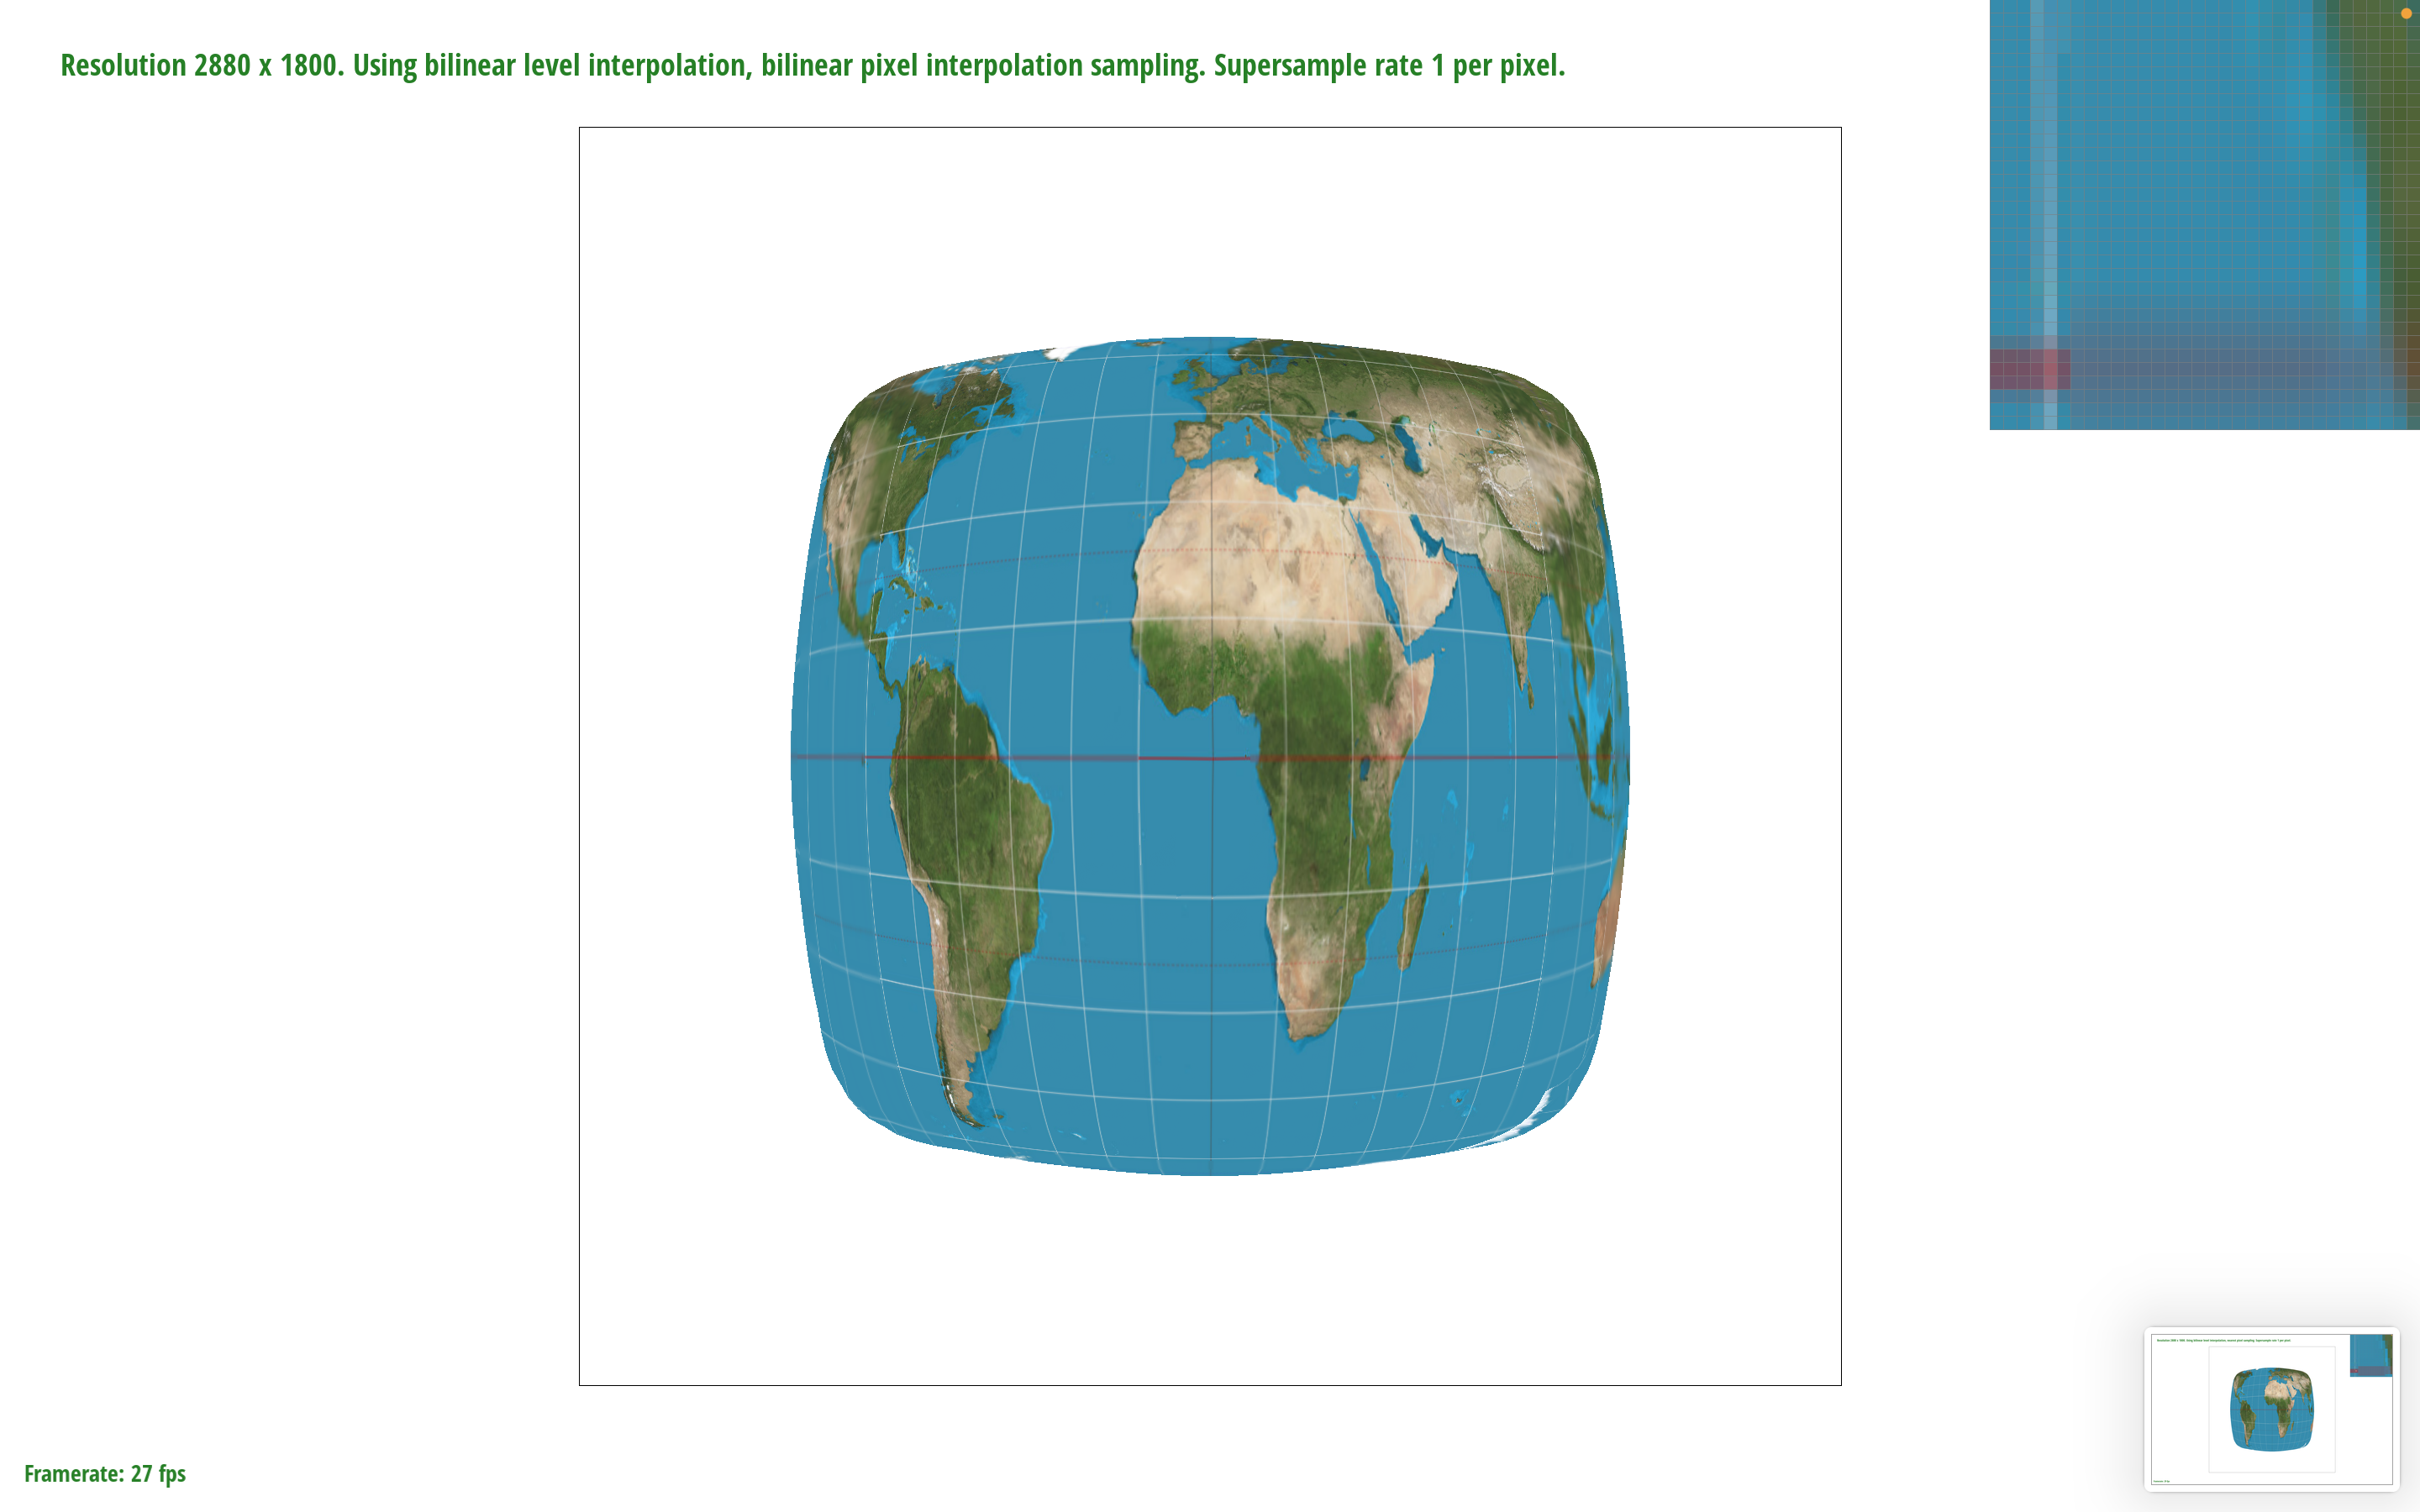 Resolution 2880 x 1800. Using bilinear level interpolation, bilinear pixel interpolation sampling. Supersample rate 1 per pixel.
Framerate: 27 fps